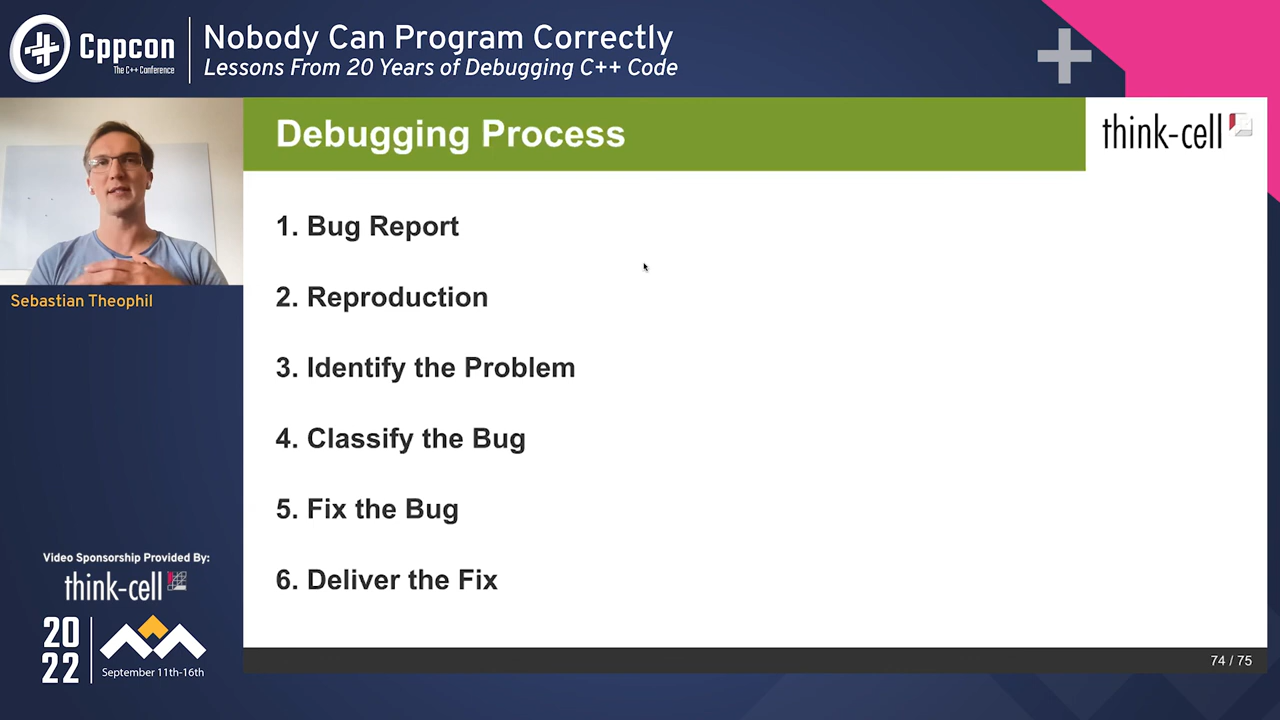 Cppcon
The C++ Conference
Nobody Can Program Correctly
Lessons From 20 Years of Debugging C++ Code
Debugging Process
think-cell
1. Bug Report
2. Reproduction
3. Identify the Problem
4. Classify the Bug
5. Fix the Bug
6. Deliver the Fix
Sebastian Theophil
Video Sponsorship Provided By:
think-cell
20
22
September 11th-16th
74 / 75